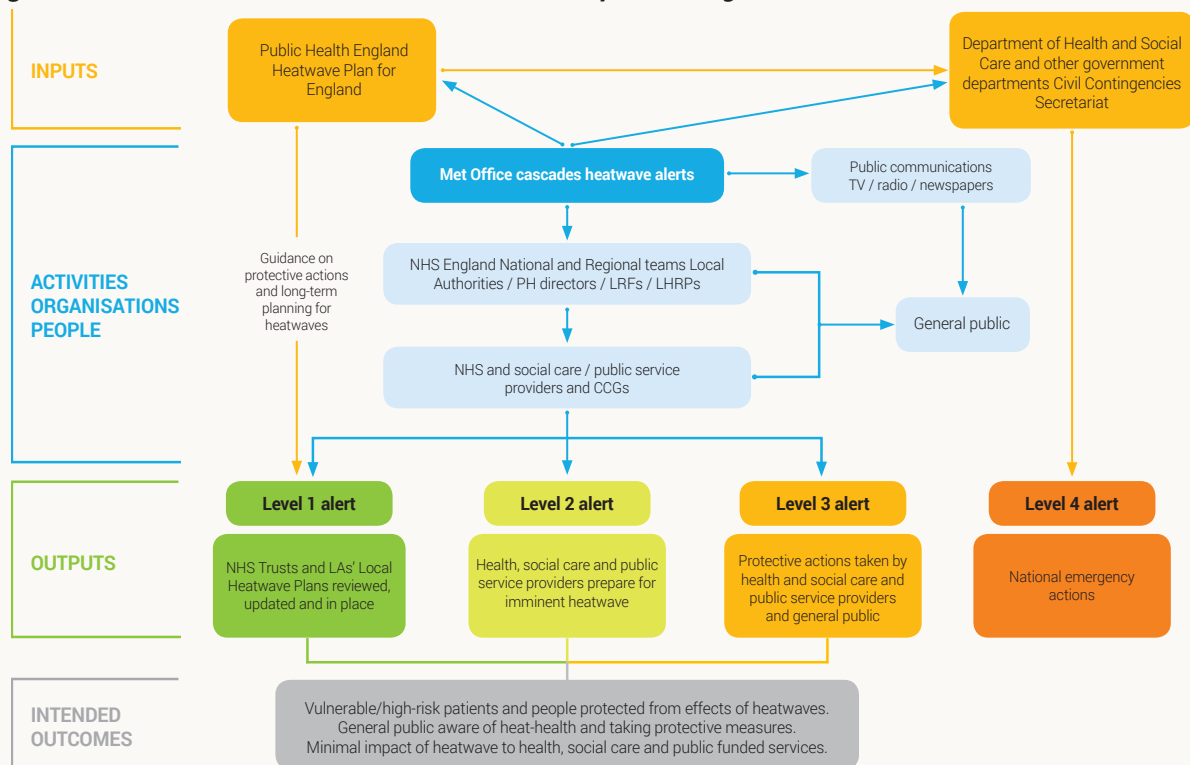 INPUTS
Public Health England
Heatwave Plan for
England
Department of Health and Social
Care and other government
departments Civil Contingencies
Secretariat
ACTIVITIES
ORGANISATIONS
PEOPLE
Met Office cascades heatwave alerts
Public communications
TV / radio / newspapers
Guidance on
protective actions
and long-term
planning for
heatwaves
NHS England National and Regional teams Local
Authorities / PH directors / LRFs / LHRPs
General public
NHS and social care / public service
providers and CCGs
OUTPUTS
Level 1 alert
Level 2 alert
Level 3 alert
Level 4 alert
NHS Trusts and LAs’ Local
Heatwave Plans reviewed,
updated and in place
Health, social care and public
service providers prepare for
imminent heatwave
Protective actions taken by
health and social care and
public service providers
and general public
National emergency
actions
INTENDED
OUTCOMES
Vulnerable/high-risk patients and people protected from effects of heatwaves.
General public aware of heat-health and taking protective measures.
Minimal impact of heatwave to health, social care and public funded services.